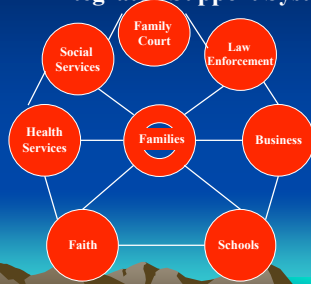 Family
Court
Social
Services
Law
Enforcement
Health
Services
Families
Business
Faith
Schools